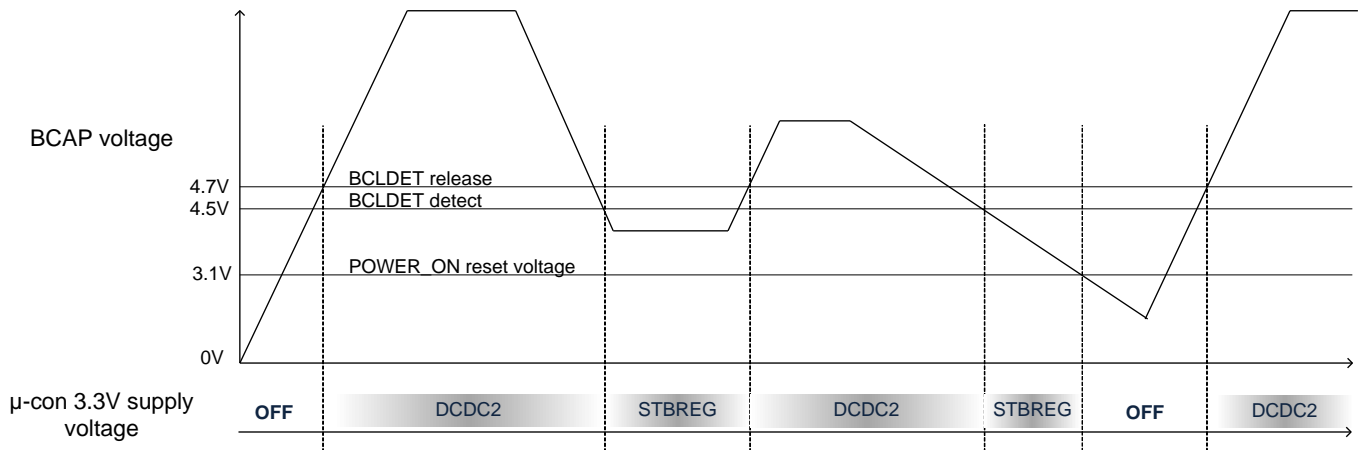 BCAP voltage
4.7V
BCLDET release
4.5V
BCLDET detect
3.1V
POWER_ON reset voltage
0V
μ-con 3.3V supply
voltage
OFF
DCDC2
STBREG
DCDC2
STBREG
OFF
DCDC2